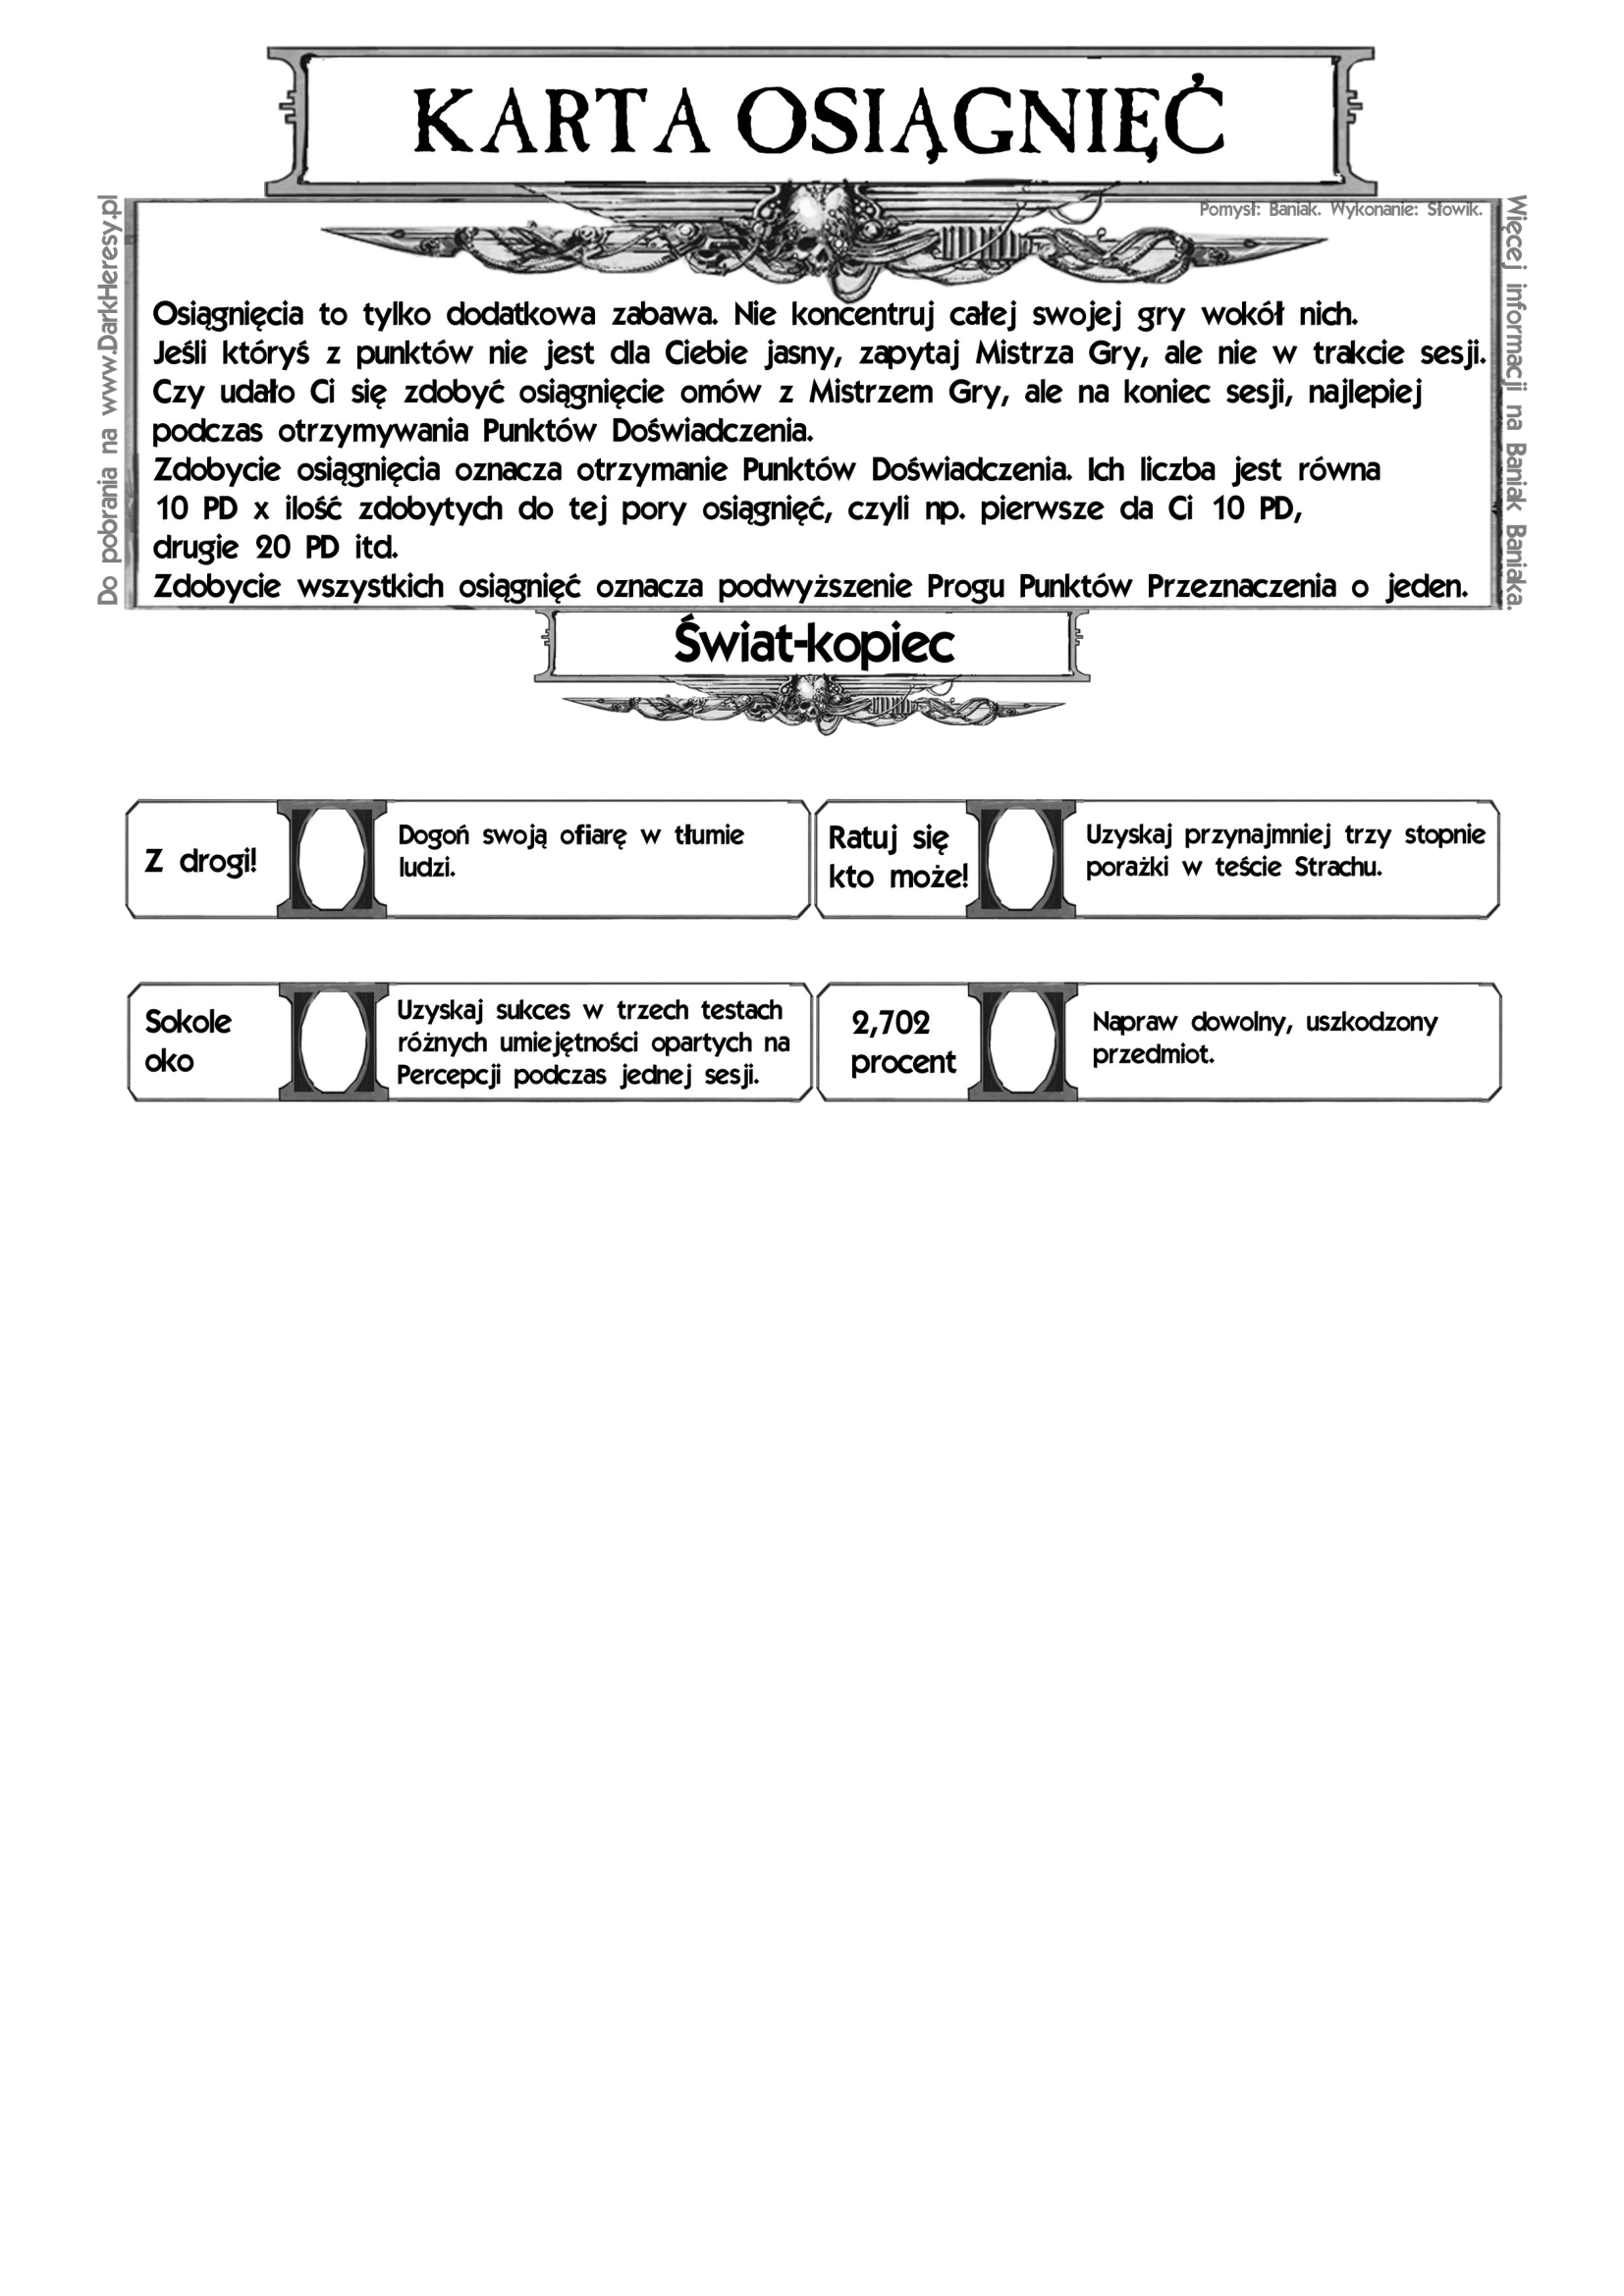 KARTA OSIĄGNIĘĆ
Pomysł: Baniak. Wykonanie: Słowik.
Do pobrania na www.DarkHeresy.pl
Więcej informacji na Baniak Baniaka.
Osiągnięcia to tylko dodatkowa zabawa. Nie koncentruj całej swojej gry wokół nich.
Jeśli któryś z punktów nie jest dla Ciebie jasny, zapytaj Mistrza Gry, ale nie w trakcie sesji.
Czy udało Ci się zdobyć osiągnięcie omów z Mistrzem Gry, ale na koniec sesji, najlepiej
podczas otrzymywania Punktów Doświadczenia.
Zdobycie osiągnięcia oznacza otrzymanie Punktów Doświadczenia. Ich liczba jest równa
10 PD x ilość zdobytych do tej pory osiągnięć, czyli np. pierwsze da Ci 10 PD,
drugie 20 PD itd.
Zdobycie wszystkich osiągnięć oznacza podwyższenie Progu Punktów Przeznaczenia o jeden.
Świat-kopiec
Z drogi!
Dogoń swoją ofiarę w tłumie
ludzi.
Ratuj się
kto może!
Uzyskaj przynajmniej trzy stopnie
porażki w teście Strachu.
Sokole
oko
Uzyskaj sukces w trzech testach
różnych umiejętności opartych na
Percepcji podczas jednej sesji.
2,702
procent
Napraw dowolny, uszkodzony
przedmiot.